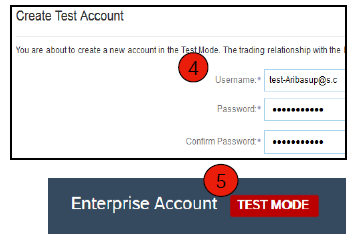 Create Test Account
You are about to create a new account in the Test Mode. The trading relationship with the
4
Username:* test-Aribasup@s.c
Password:* •••••••••••
Confirm Password:* •••••••••••
5
Enterprise Account TEST MODE